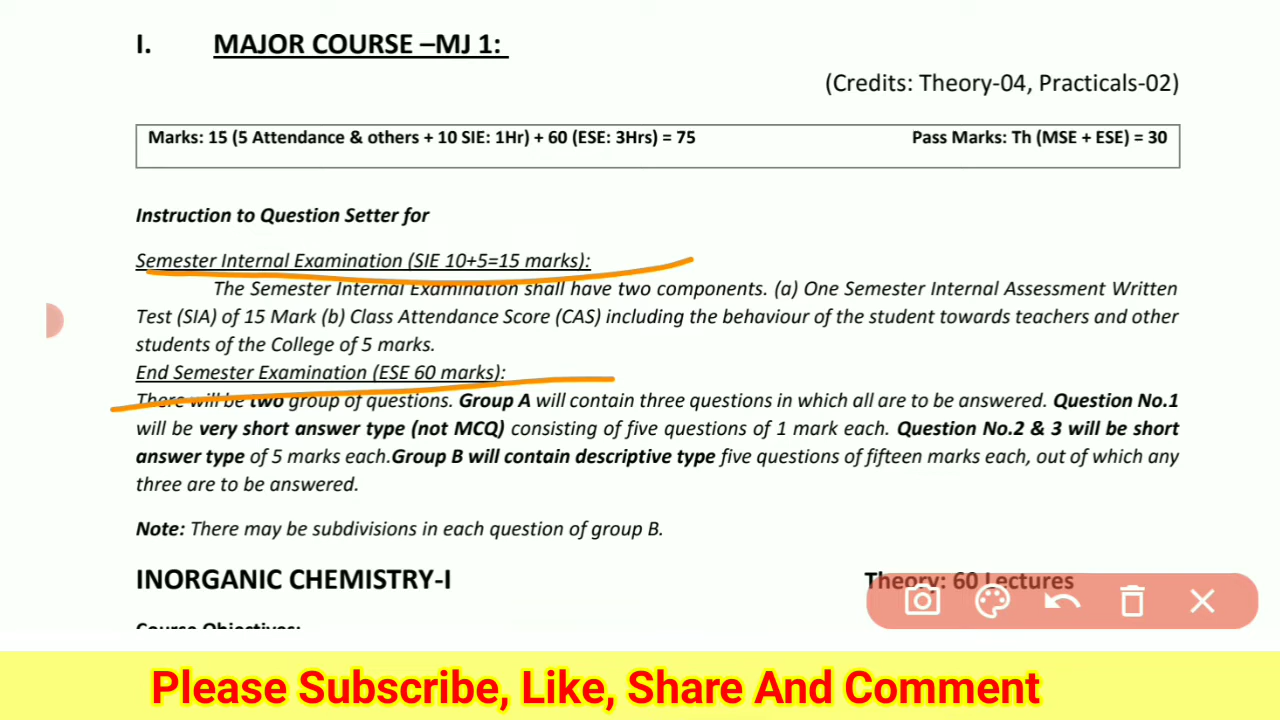 I. MAJOR COURSE –MJ 1:
(Credits: Theory-04, Practicals-02)
Marks: 15 (5 Attendance & others + 10 SIE: 1Hr) + 60 (ESE: 3Hrs) = 75 Pass Marks: Th (MSE + ESE) = 30
Instruction to Question Setter for
Semester Internal Examination (SIE 10+5=15 marks):
The Semester Internal Examination shall have two components. (a) One Semester Internal Assessment Written
Test (SIA) of 15 Mark (b) Class Attendance Score (CAS) including the behaviour of the student towards teachers and other
students of the College of 5 marks.
End Semester Examination (ESE 60 marks):
There will be two group of questions. Group A will contain three questions in which all are to be answered. Question No.1
will be very short answer type (not MCQ) consisting of five questions of 1 mark each. Question No.2 & 3 will be short
answer type of 5 marks each.Group B will contain descriptive type five questions of fifteen marks each, out of which any
three are to be answered.
Note: There may be subdivisions in each question of group B.
INORGANIC CHEMISTRY-I Theory: 60 Lectures
Course Objectives:
Please Subscribe, Like, Share And Comment